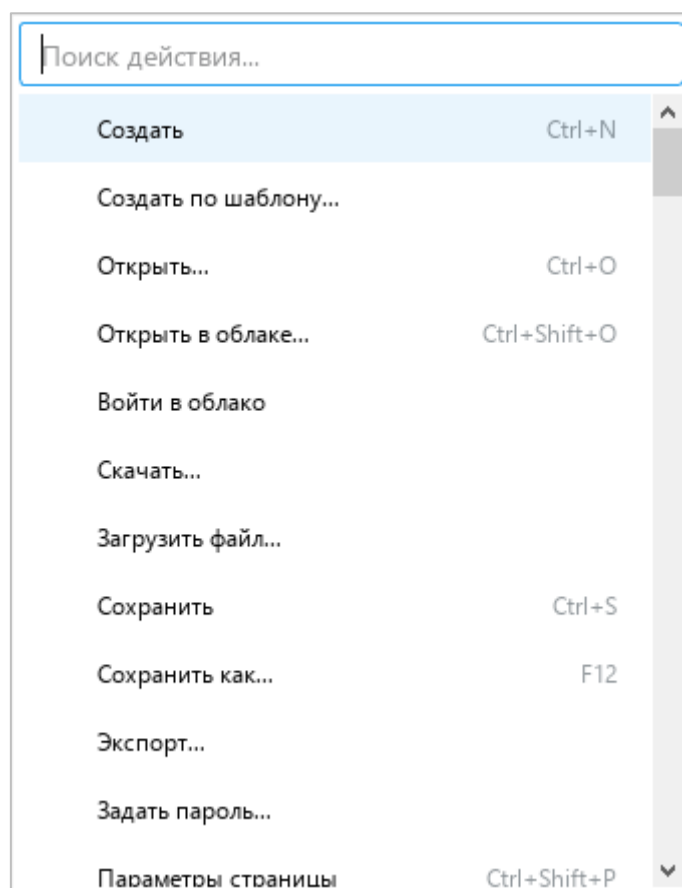 Поиск действия...
Создать Ctrl+N
Создать по шаблону...
Открыть... Ctrl+O
Открыть в облаке... Ctrl+Shift+O
Войти в облако
Скачать...
Загрузить файл...
Сохранить Ctrl+S
Сохранить как... F12
Экспорт...
Задать пароль...
Параметры страницы Ctrl+Shift+P